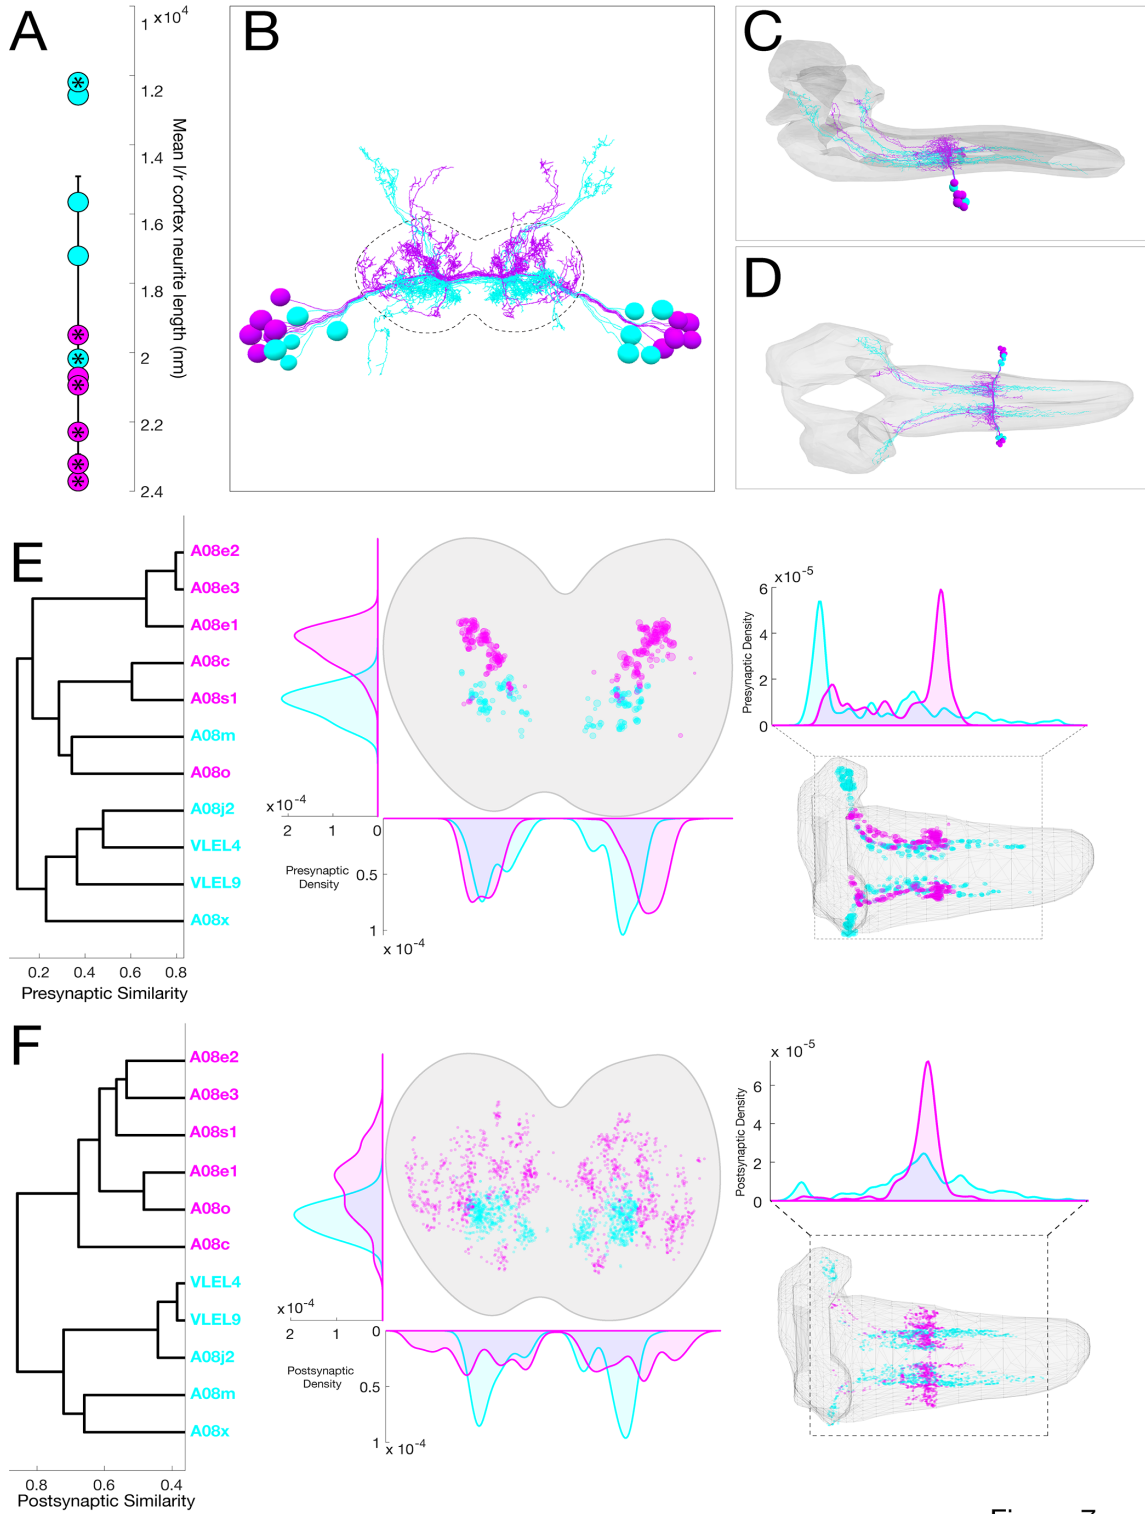 A
1 x10⁴
1.2
1.4
1.6
1.8
2
2.2
2.4
Mean l/r cortex neurite length (nm)
*
*
*
*
*
*
*
B
C
D
E
A08e2
A08e3
A08e1
A08c
A08s1
A08m
A08o
A08j2
VLEL4
VLEL9
A08x
0.2 0.4 0.6 0.8
Presynaptic Similarity
x10⁻⁴
2 1 0
Presynaptic
Density
0.5
1
x 10⁻⁴
x10⁻⁵
6
4
2
0
Presynaptic Density
F
A08e2
A08e3
A08s1
A08e1
A08o
A08c
VLEL4
VLEL9
A08j2
A08m
A08x
0.8 0.6 0.4
Postsynaptic Similarity
x10⁻⁴
2 1
0
Postsynaptic
Density
0.5
1
x 10⁻⁴
x 10⁻⁵
6
4
2
0
Postsynaptic Density